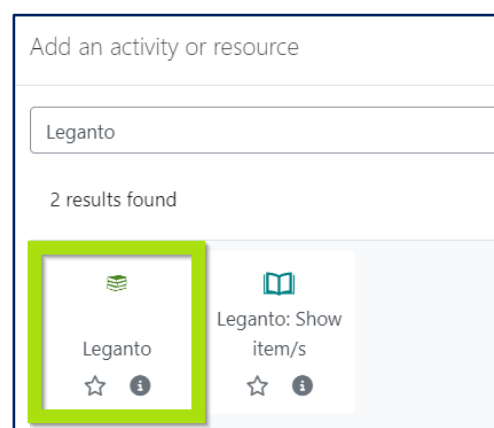 Add an activity or resource
Leganto
2 results found
Leganto
Leganto: Show
item/s